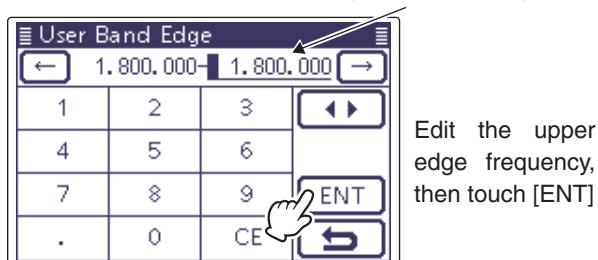 User Band Edge
← 1.800.000- 1.800.000 →
1 2 3 ◀▶
4 5 6
7 8 9 ENT
. 0 CE
Edit the upper
edge frequency,
then touch [ENT]